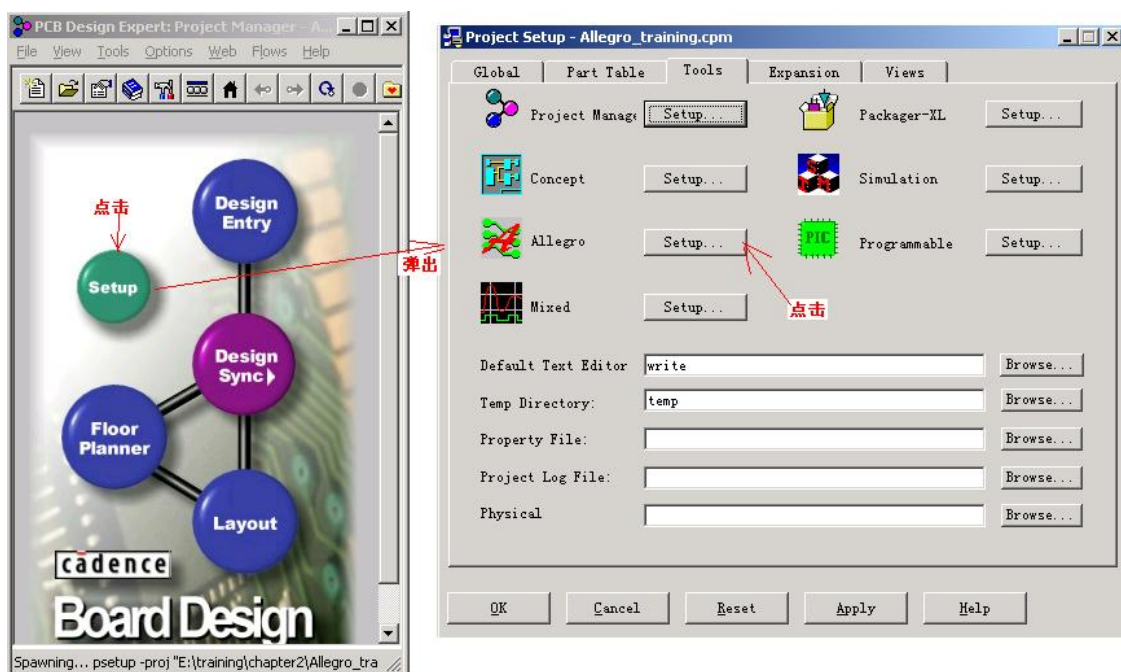 PCB Design Expert: Project Manager - A...
File View Tools Options Web Flows Help
点击
Setup
Design
Entry
Design
Sync
Floor
Planner
Layout
cādence
Board Design
Spawning... psetup -proj "E:\training\chapter2\Allegro_tra
弹出
Project Setup - Allegro_training.cpm
Global Part Table Tools Expansion Views
Project Manage Setup... Packager-XL Setup...
Concept Setup... Simulation Setup...
Allegro Setup... PIC Programmable Setup...
点击
Mixed Setup...
Default Text Editor write Browse...
Temp Directory: temp Browse...
Property File: Browse...
Project Log File: Browse...
Physical Browse...
OK Cancel Reset Apply Help